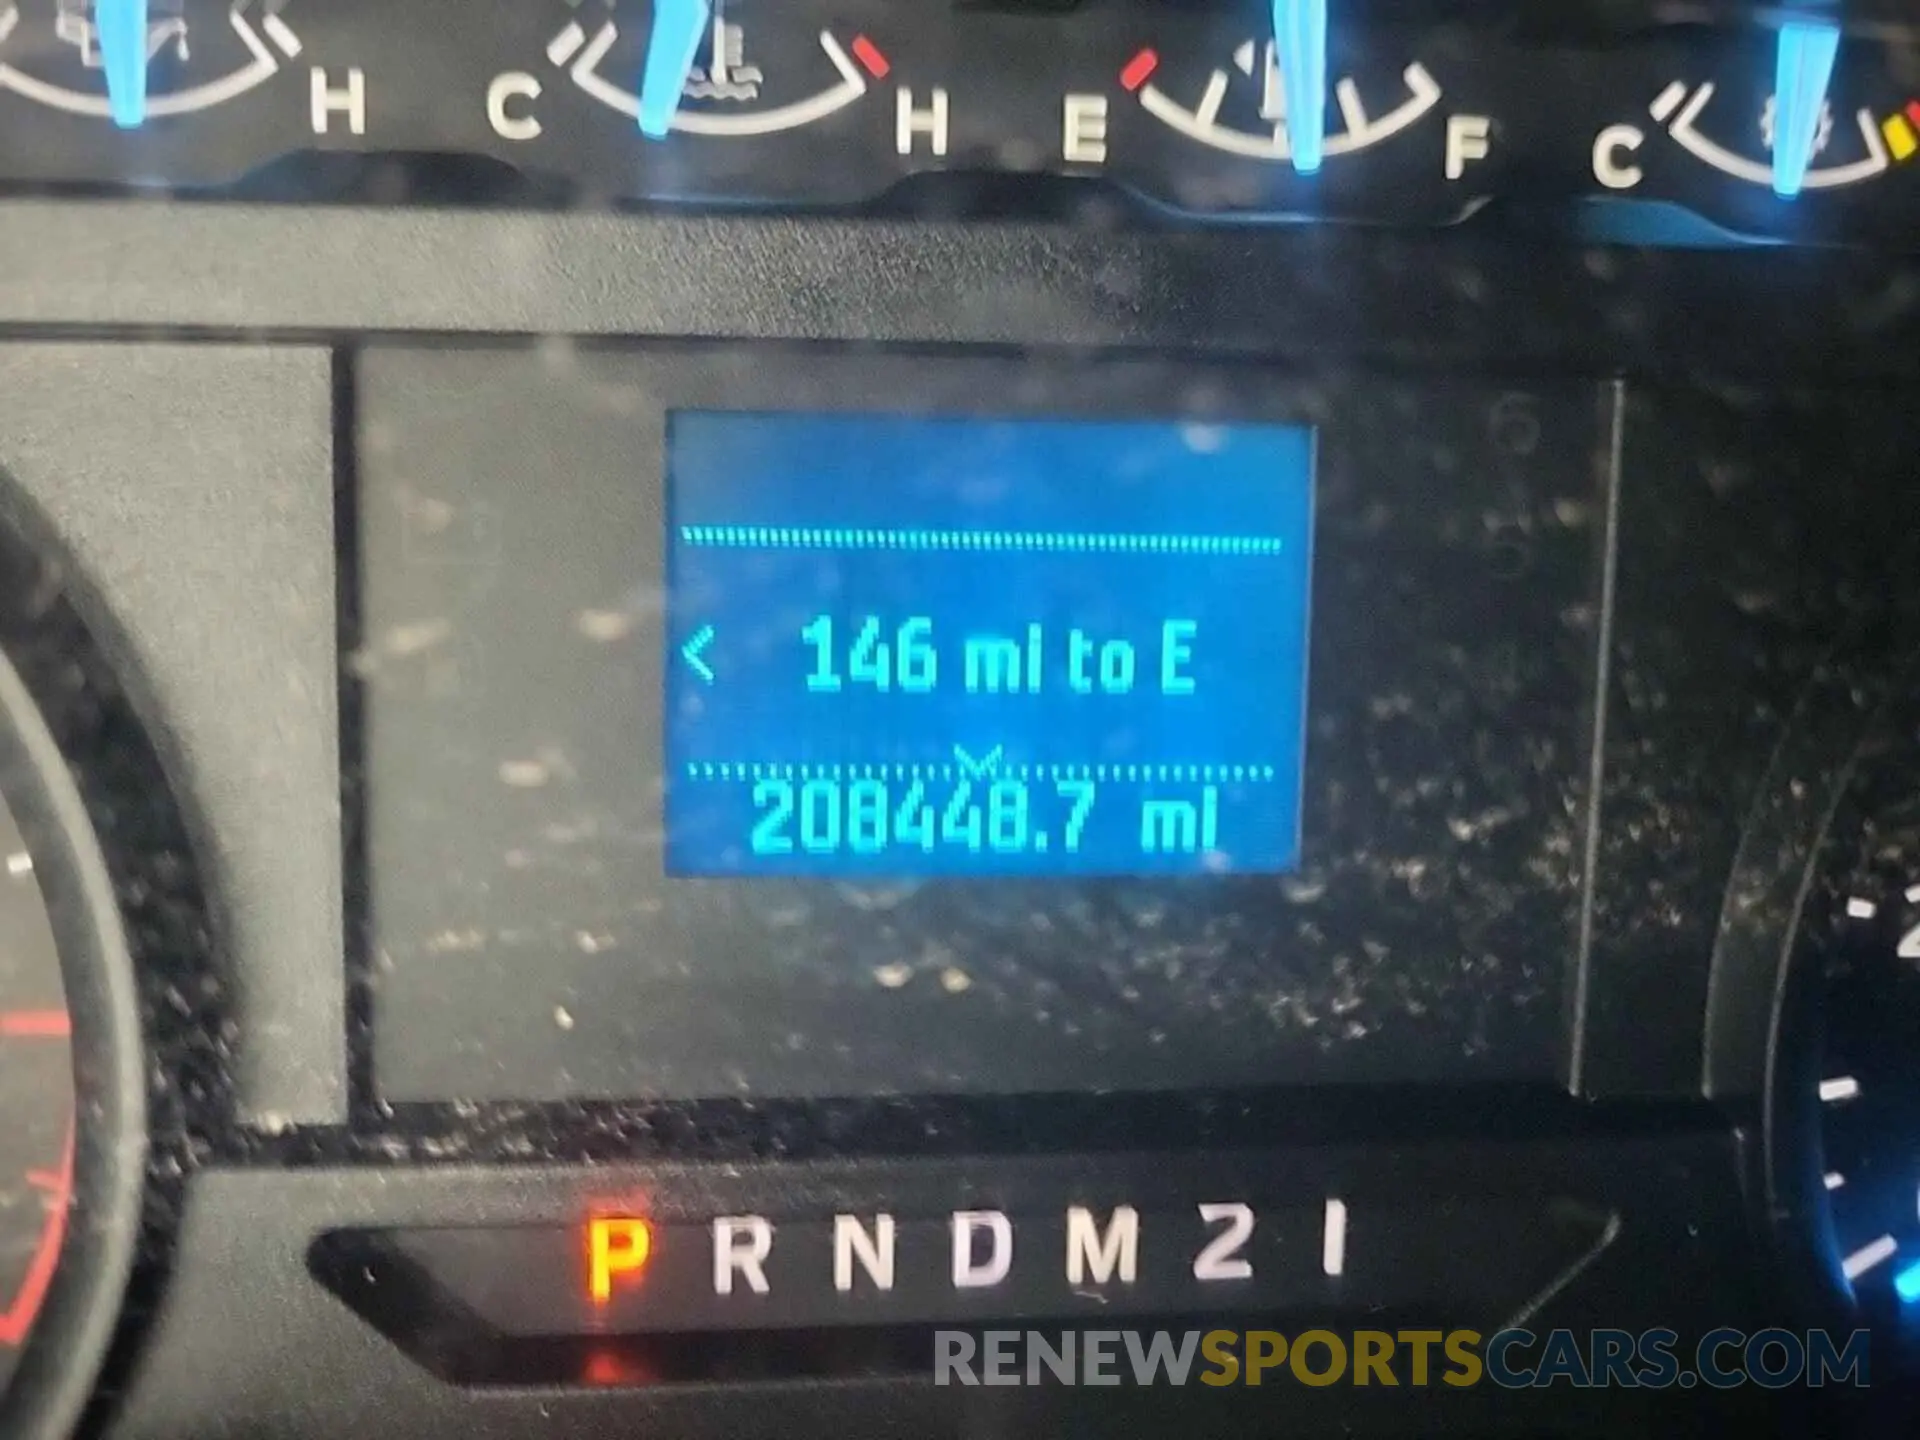 H C H E F C
146 mi to E
208448.7 mi
P R N D M 2 1
RENEWSPORTSCARS.COM